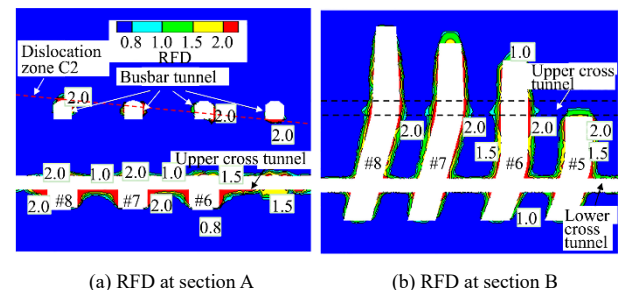 0.8 1.0 1.5 2.0
RFD
Dislocation
zone C2
Busbar tunnel
2.0
2.0
2.0
Upper cross tunnel
2.0 1.0 2.0 1.0 1.5
2.0 #8 #7 2.0 #6 1.5
0.8
(a) RFD at section A
1.0
Upper cross
tunnel
2.0 2.0 2.0 2.0
1.5 1.5
#8 #7 #6 #5
1.0
Lower
cross
tunnel
(b) RFD at section B